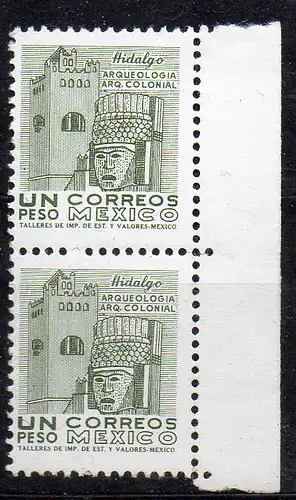 Hidalgo
ARQUEOLOGIA
ARQ. COLONIAL
UN CORREOS
PESO MEXICO
TALLERES DE IMP. DE EST. Y VALORES-MEXICO.
Hidalgo
ARQUEOLOGIA
ARQ. COLONIAL
UN CORREOS
PESO MEXICO
TALLERES DE IMP. DE EST. Y VALORES-MEXICO.